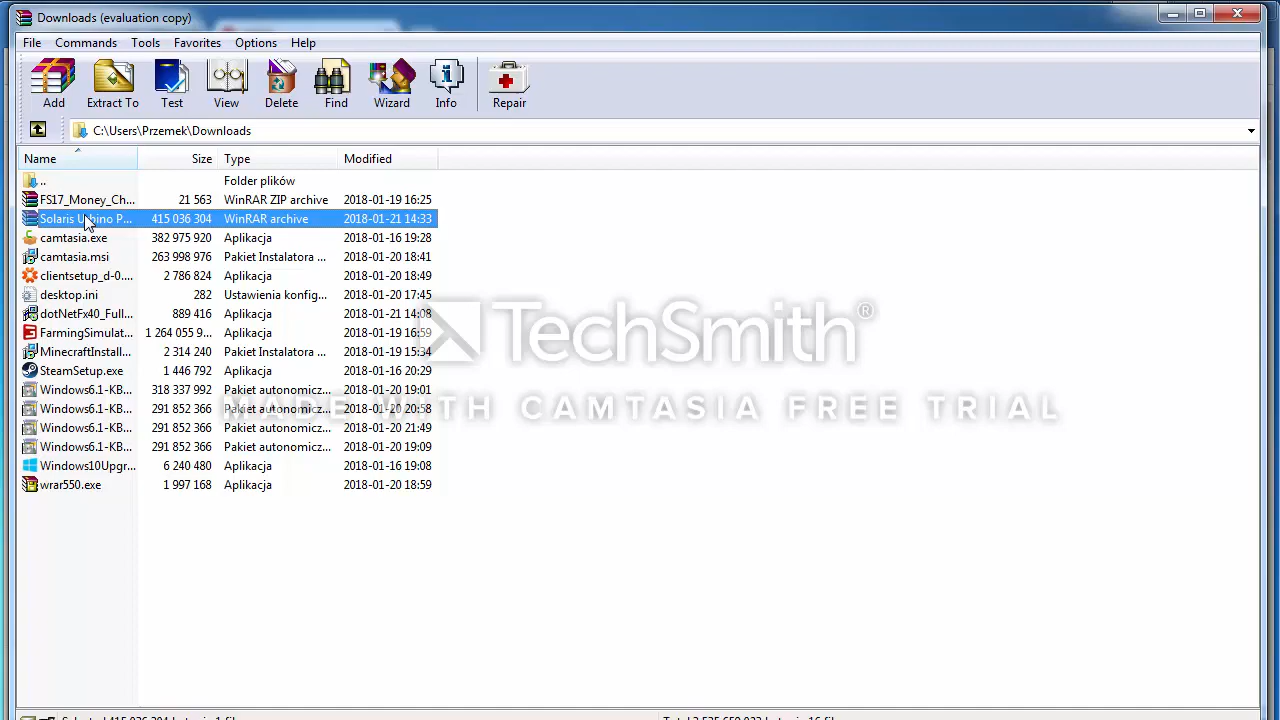 Downloads (evaluation copy)
File Commands Tools Favorites Options Help
Add Extract To Test View Delete Find Wizard Info Repair
C:\Users\Przemek\Downloads
Name Size Type Modified
.. Folder plików
FS17_Money_Ch... 21 563 WinRAR ZIP archive 2018-01-19 16:25
Solaris Urbino P... 415 036 304 WinRAR archive 2018-01-21 14:33
camtasia.exe 382 975 920 Aplikacja 2018-01-16 19:28
camtasia.msi 263 998 976 Pakiet Instalatora ... 2018-01-20 18:41
clientsetup_d-0.... 2 786 824 Aplikacja 2018-01-20 18:49
desktop.ini 282 Ustawienia konfig... 2018-01-20 17:45
dotNetFx40_Full... 889 416 Aplikacja 2018-01-21 14:08
FarmingSimulat... 1 264 055 9... Aplikacja 2018-01-19 16:59
MinecraftInstall... 2 314 240 Pakiet Instalatora ... 2018-01-19 15:34
SteamSetup.exe 1 446 792 Aplikacja 2018-01-16 20:29
Windows6.1-KB... 318 337 992 Pakiet autonomicz... 2018-01-20 19:01
Windows6.1-KB... 291 852 366 Pakiet autonomicz... 2018-01-20 20:58
Windows6.1-KB... 291 852 366 Pakiet autonomicz... 2018-01-20 21:49
Windows6.1-KB... 291 852 366 Pakiet autonomicz... 2018-01-20 19:09
Windows10Upgr... 6 240 480 Aplikacja 2018-01-16 19:08
wrar550.exe 1 997 168 Aplikacja 2018-01-20 18:59
TechSmith®
MADE WITH CAMTASIA FREE TRIAL